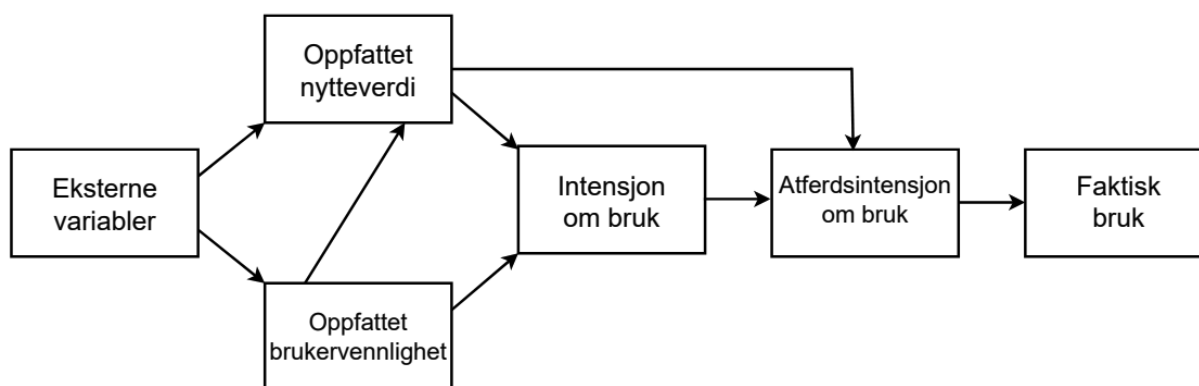 Oppfattet
nytteverdi
Eksterne
variabler
Oppfattet
brukervennlighet
Intensjon
om bruk
Atferdsintensjon
om bruk
Faktisk
bruk